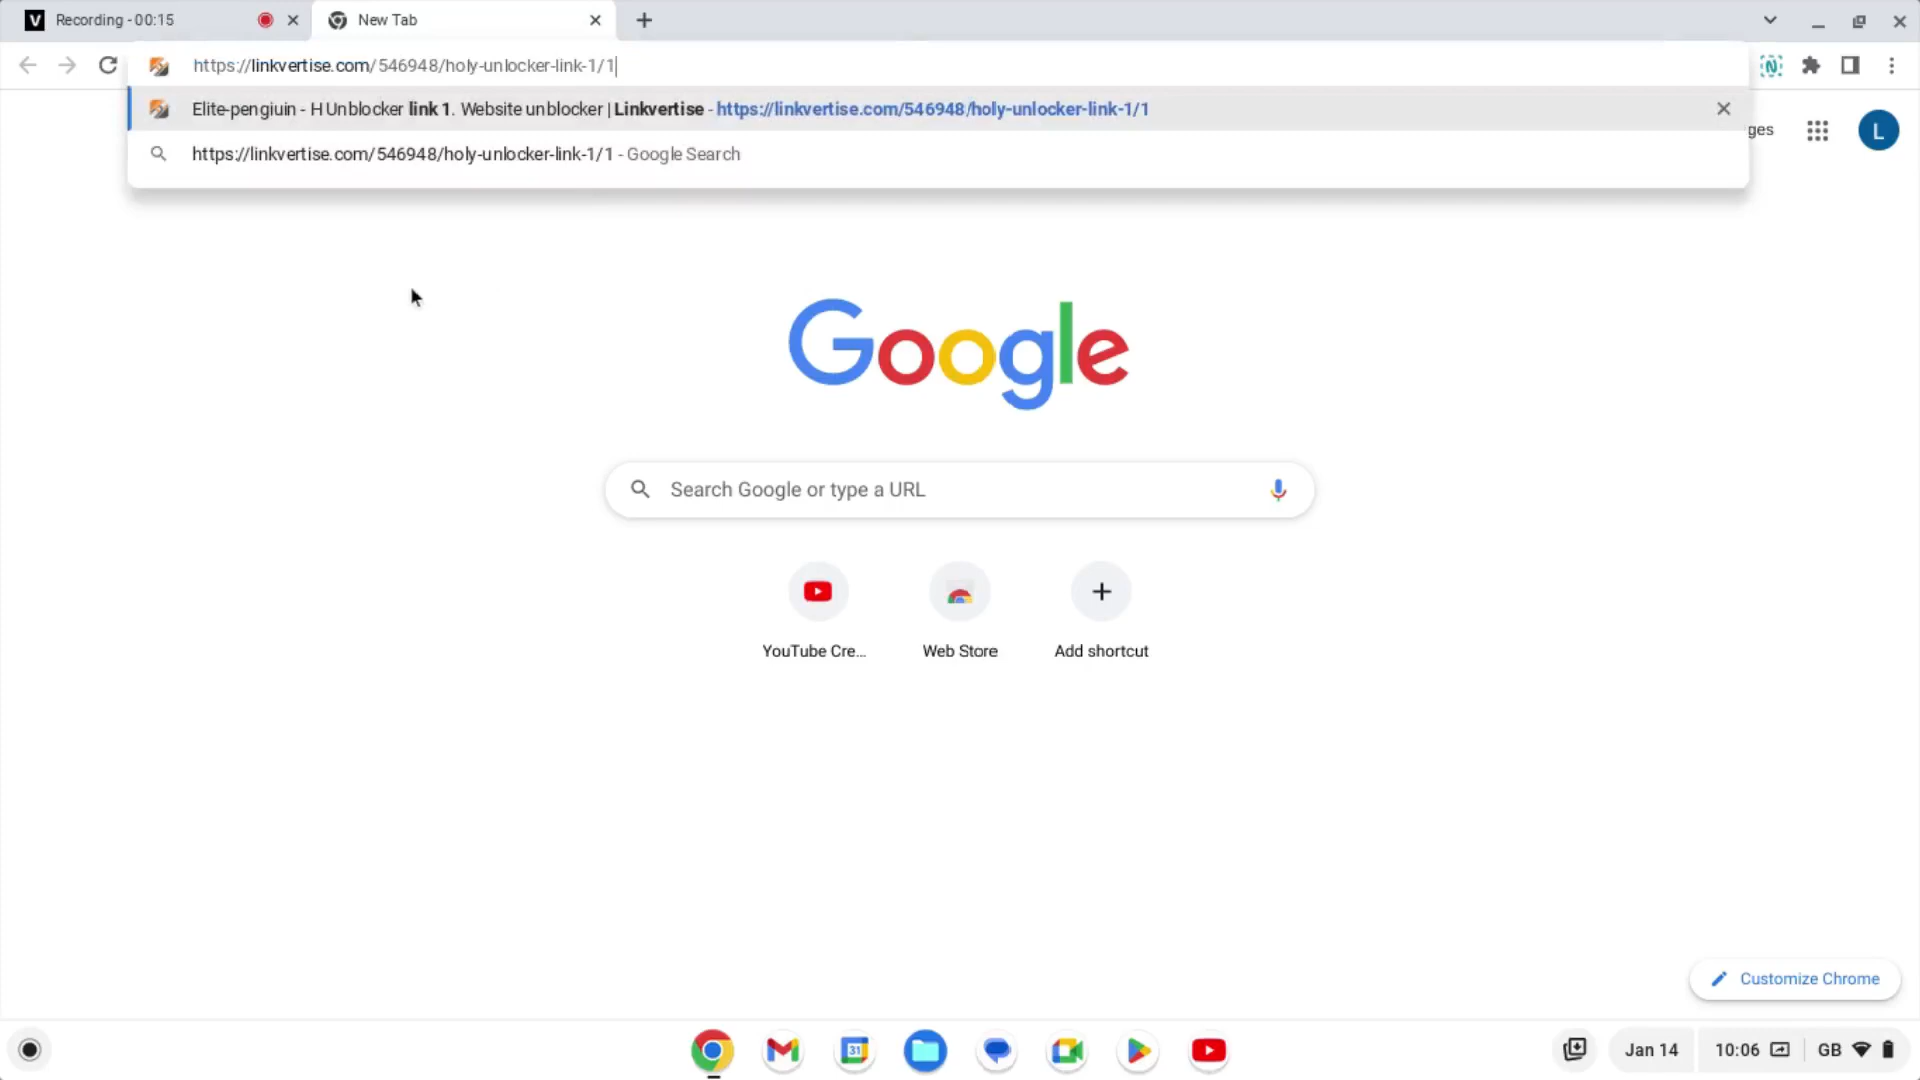 V Recording - 00:15
New Tab
https://linkvertise.com/546948/holy-unlocker-link-1/1
Elite-pengiuin - H Unblocker link 1. Website unblocker | Linkvertise - https://linkvertise.com/546948/holy-unlocker-link-1/1
https://linkvertise.com/546948/holy-unlocker-link-1/1 - Google Search
ges
L
Google
Search Google or type a URL
YouTube Cre...
Web Store
Add shortcut
Customize Chrome
31
Jan 14
10:06
GB